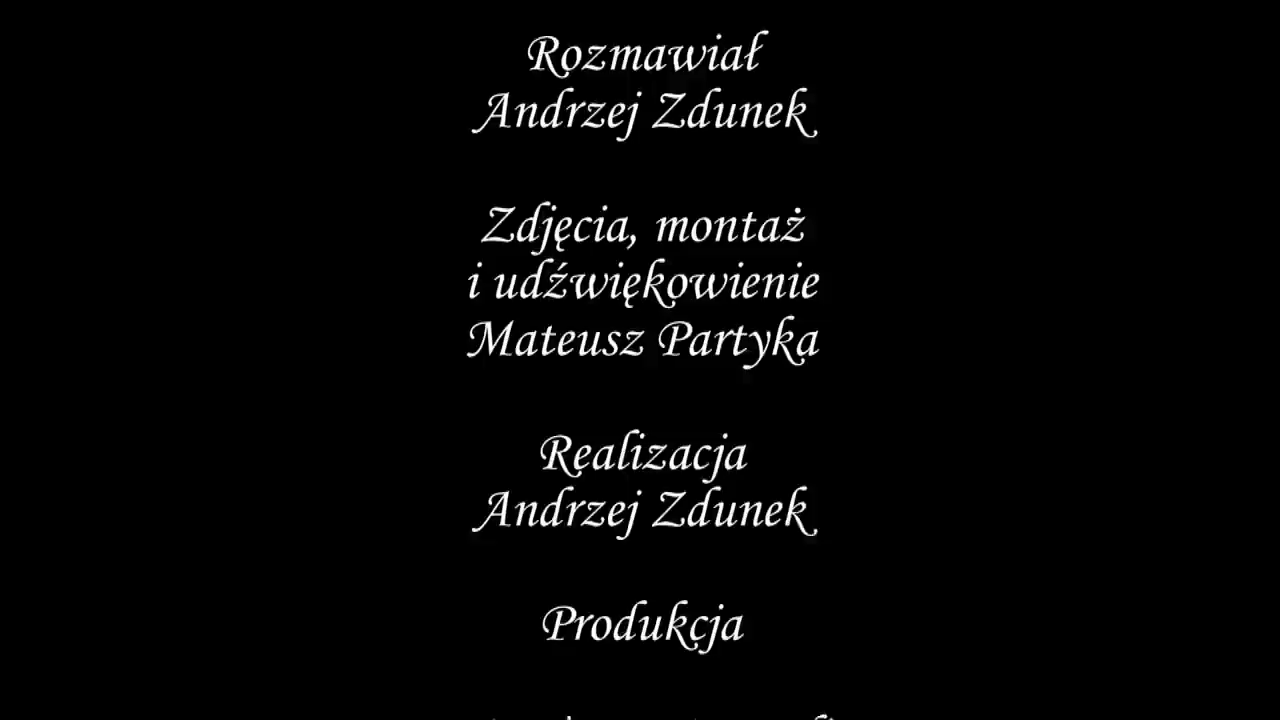 Rozmawiał
Andrzej Zdunek
Zdjęcia, montaż
i udźwiękowienie
Mateusz Partyka
Realizacja
Andrzej Zdunek
Produkcja